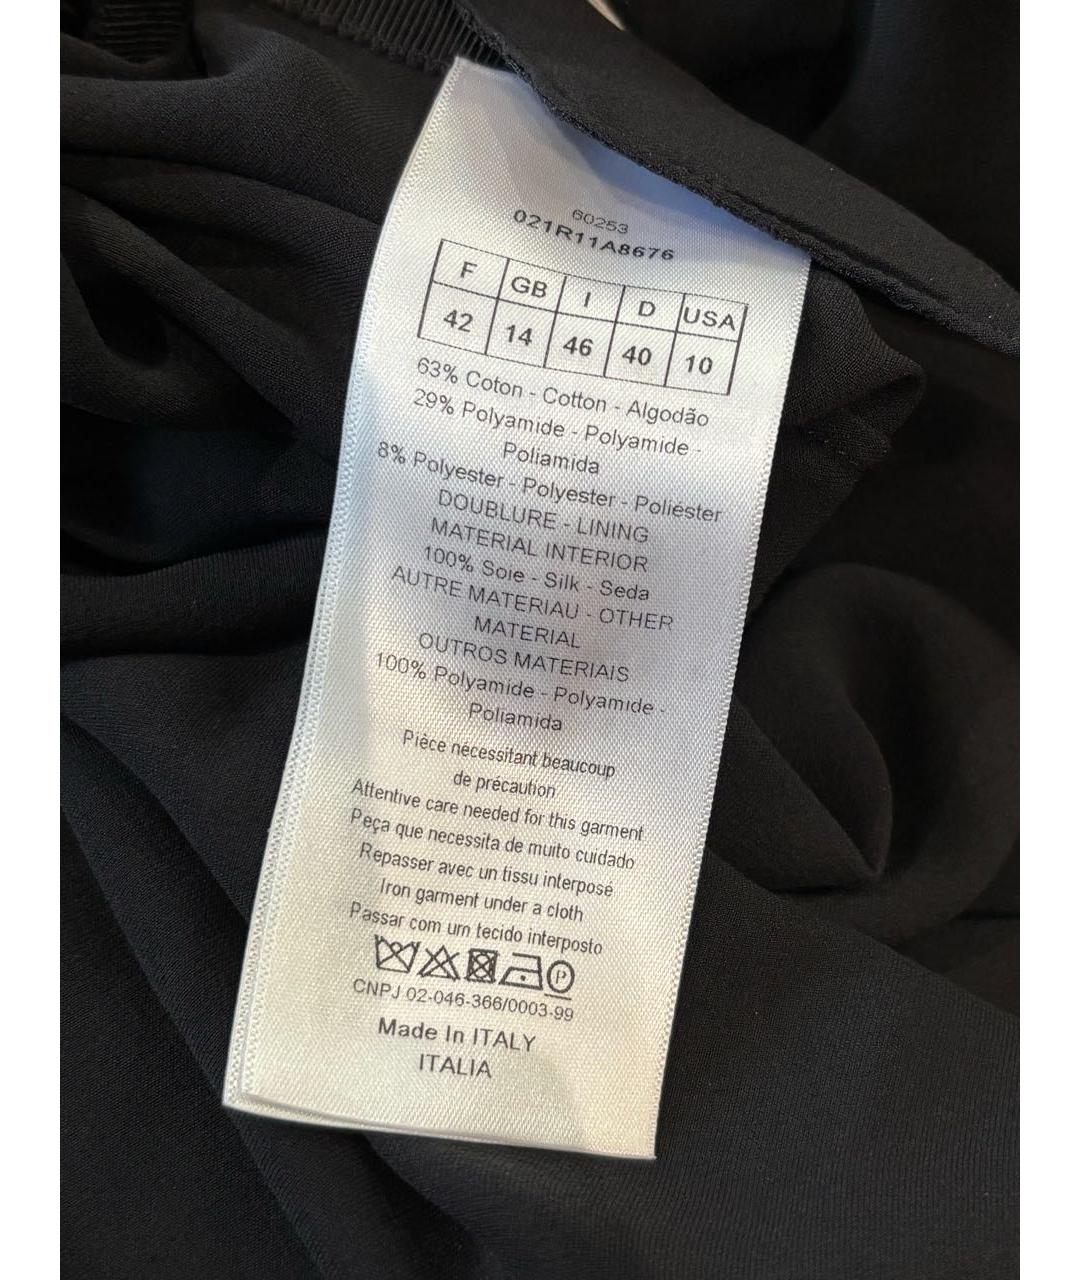 60253
021R11A8676
F GB I D USA
42 14 46 40 10
63% Coton - Cotton - Algodão
29% Polyamide - Polyamide -
Poliamida
8% Polyester - Polyester - Poliéster
DOUBLURE - LINING
MATERIAL INTERIOR
100% Soie - Silk - Seda
AUTRE MATERIAU - OTHER
MATERIAL
OUTROS MATERIAIS
100% Polyamide - Polyamide -
Poliamida
Pièce nécessitant beaucoup
de précaution
Attentive care needed for this garment
Peça que necessita de muito cuidado
Repasser avec un tissu interposé
Iron garment under a cloth
Passar com um tecido interposto
P
CNPJ 02-046-366/0003-99
Made In ITALY
ITALIA